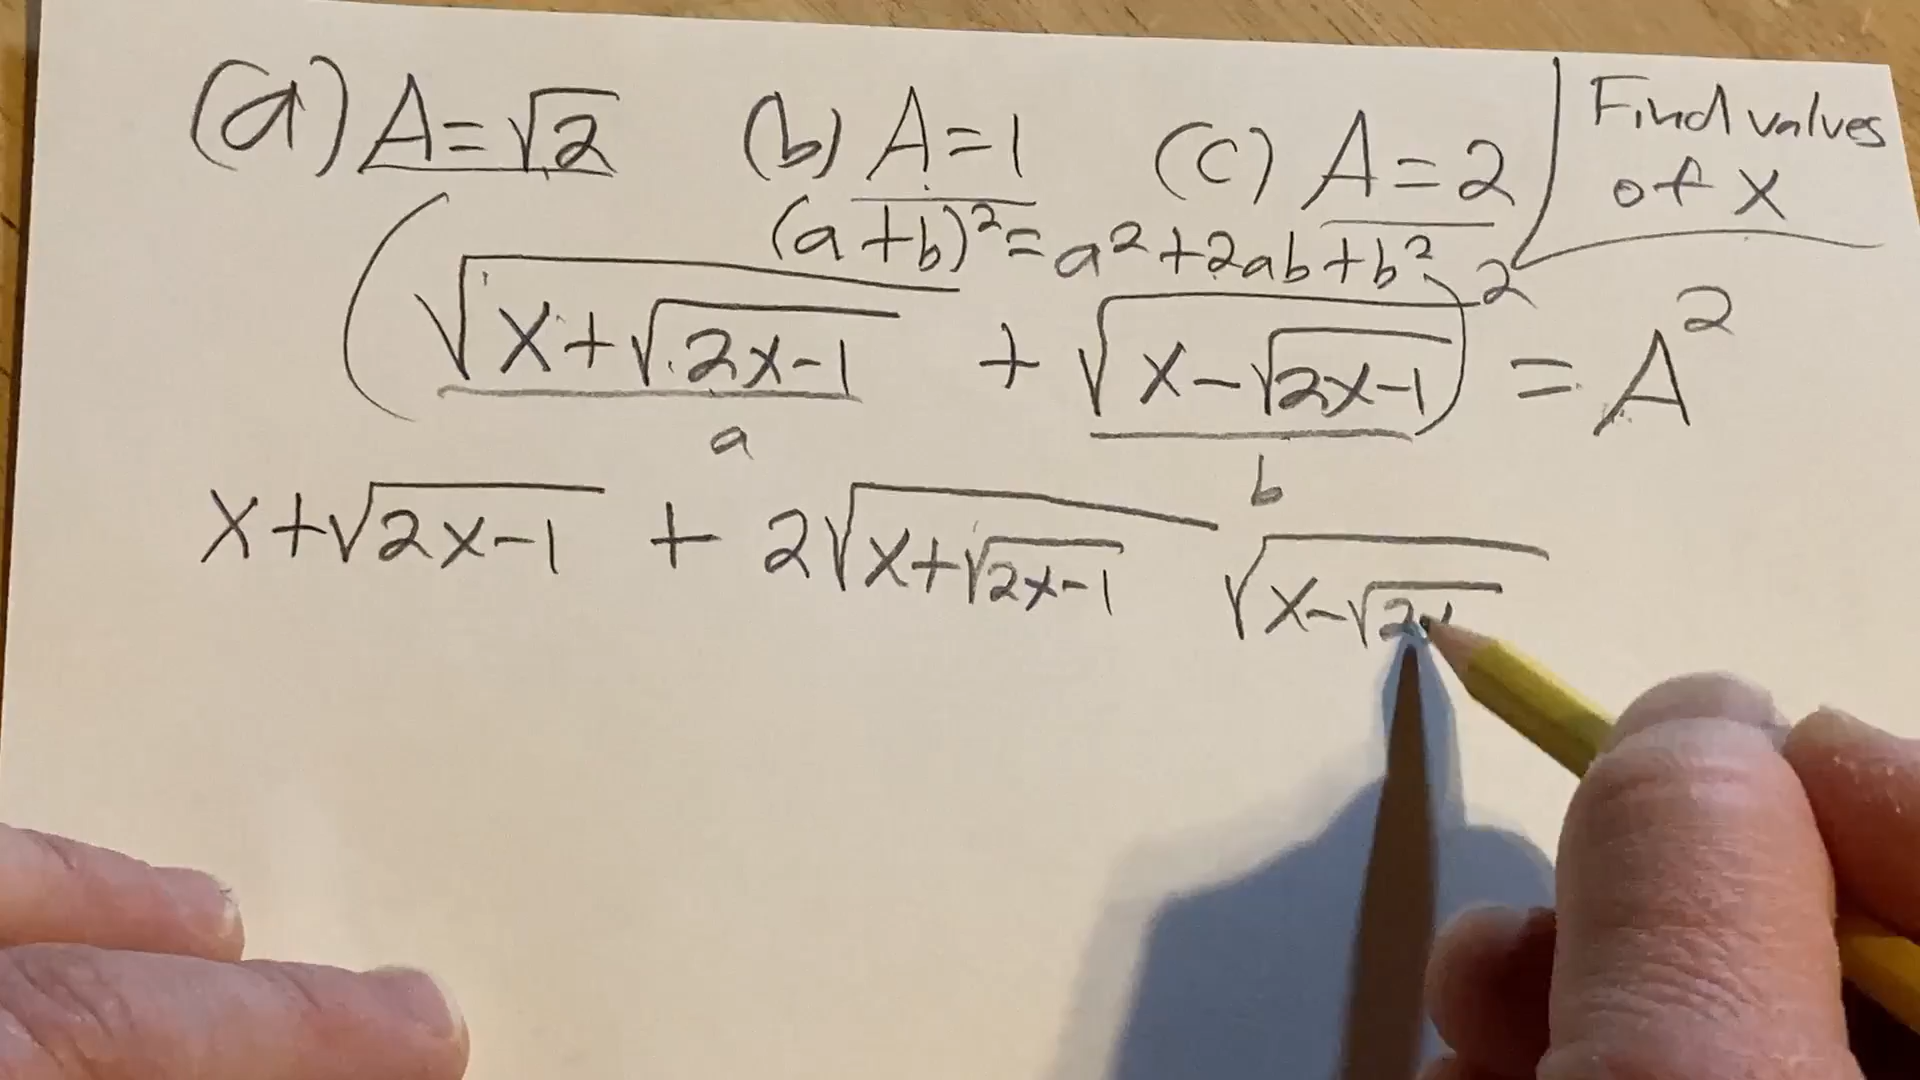 (a) A=√2 (b) A=1 (c) A=2
Find values
of x
(a+b)²=a²+2ab+b²
(√(x+√(2x-1)) + √(x-√(2x-1)))² = A²
a
b
x+√(2x-1) + 2√(x+√(2x-1)) √(x-√2